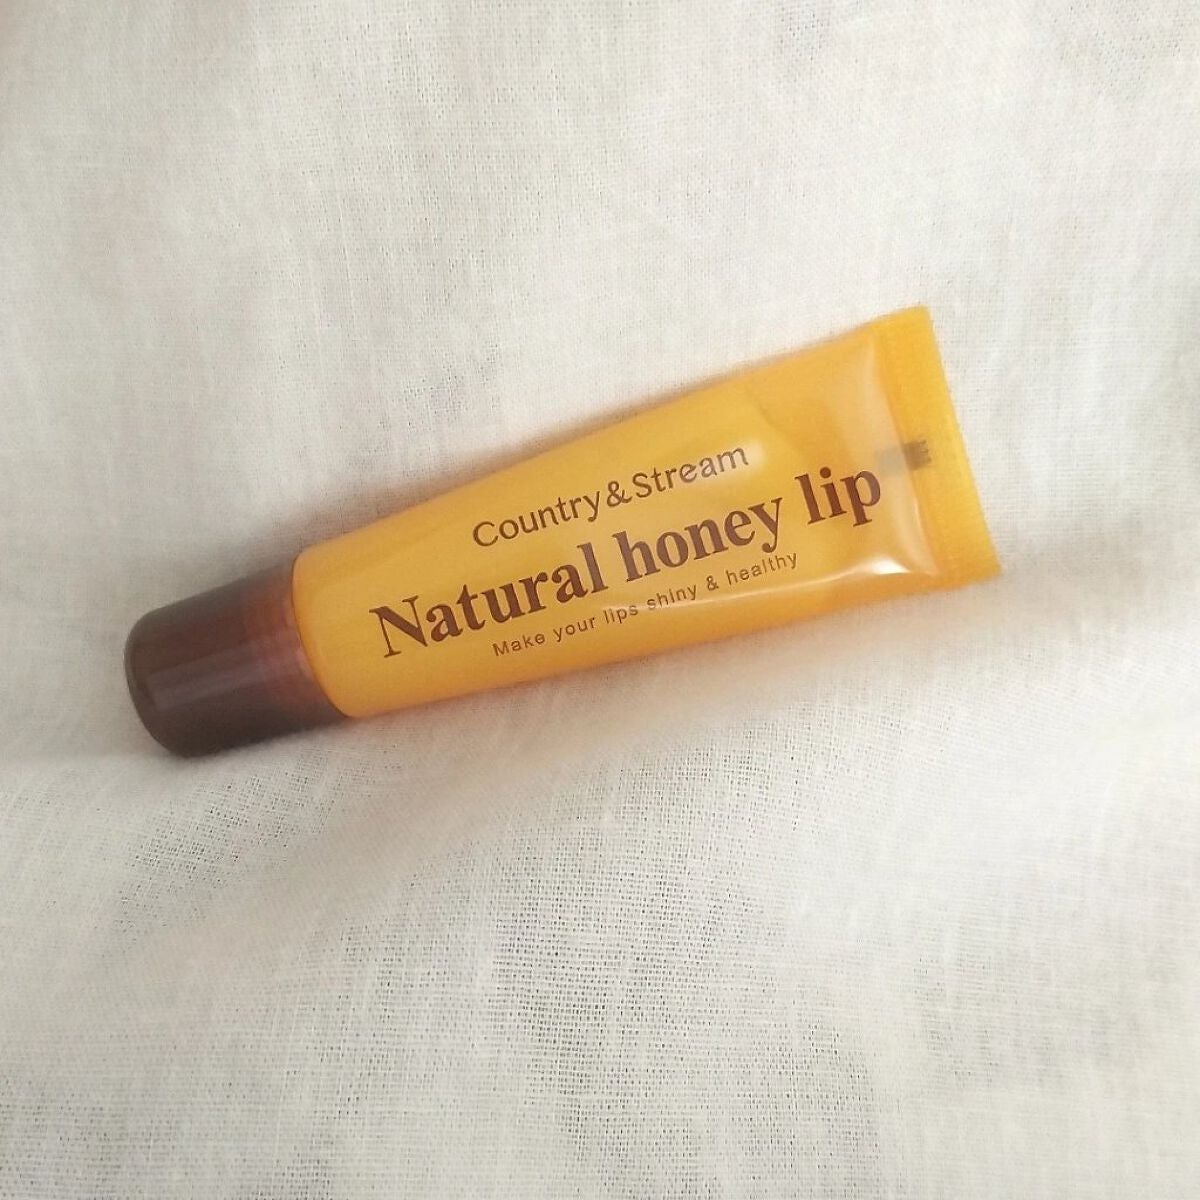 Country&Stream
Natural honey lip
Make your lips shiny & healthy